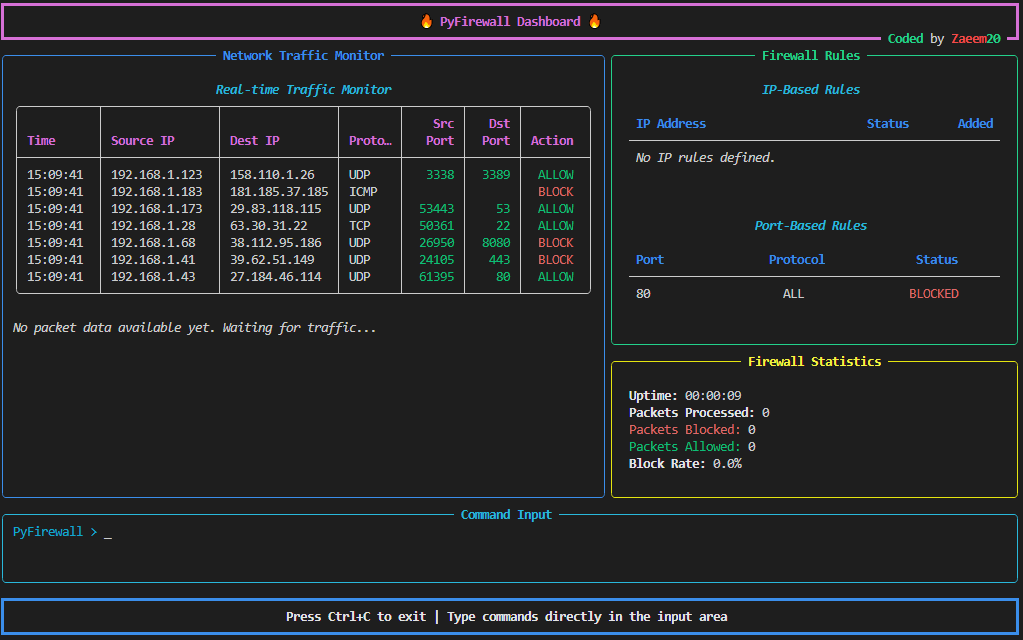 🔥 PyFirewall Dashboard 🔥
Coded by Zaeem20
Network Traffic Monitor
Real-time Traffic Monitor
Time Source IP Dest IP Proto… Src Port Dst Port Action
15:09:41 192.168.1.123 158.110.1.26 UDP 3338 3389 ALLOW
15:09:41 192.168.1.183 181.185.37.185 ICMP BLOCK
15:09:41 192.168.1.173 29.83.118.115 UDP 53443 53 ALLOW
15:09:41 192.168.1.28 63.30.31.22 TCP 50361 22 ALLOW
15:09:41 192.168.1.68 38.112.95.186 UDP 26950 8080 BLOCK
15:09:41 192.168.1.41 39.62.51.149 UDP 24105 443 BLOCK
15:09:41 192.168.1.43 27.184.46.114 UDP 61395 80 ALLOW
No packet data available yet. Waiting for traffic...
Firewall Rules
IP-Based Rules
IP Address Status Added
No IP rules defined.
Port-Based Rules
Port Protocol Status
80 ALL BLOCKED
Firewall Statistics
Uptime: 00:00:09
Packets Processed: 0
Packets Blocked: 0
Packets Allowed: 0
Block Rate: 0.0%
Command Input
PyFirewall > _
Press Ctrl+C to exit | Type commands directly in the input area